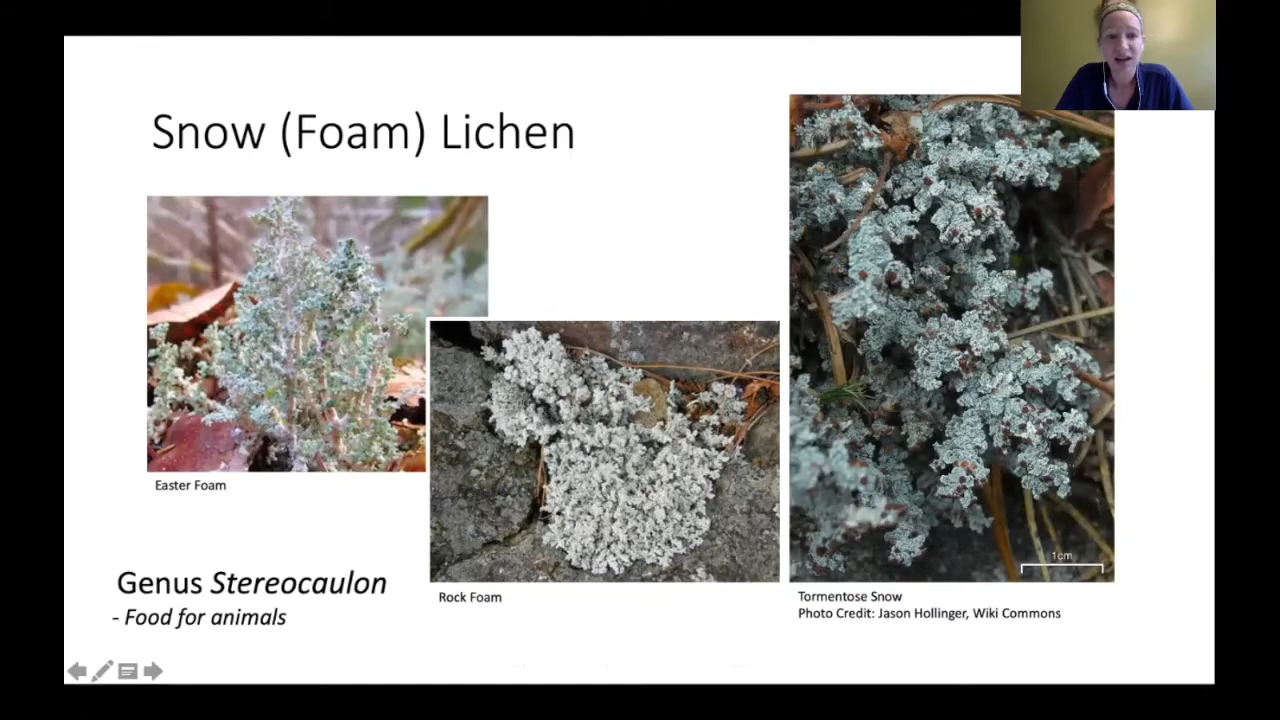 Snow (Foam) Lichen
Easter Foam
Rock Foam
1cm
Tormentose Snow
Photo Credit: Jason Hollinger, Wiki Commons
Genus Stereocaulon
- Food for animals